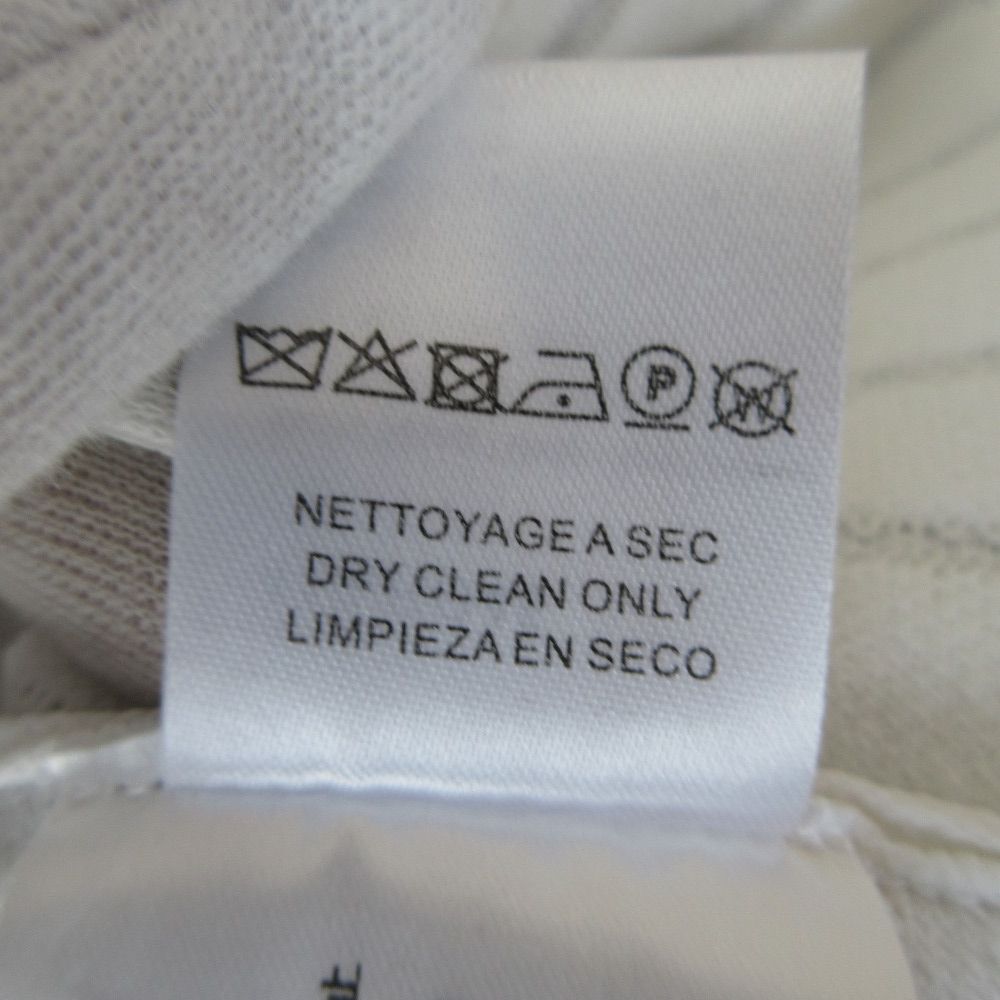 P W
NETTOYAGE A SEC
DRY CLEAN ONLY
LIMPIEZA EN SECO